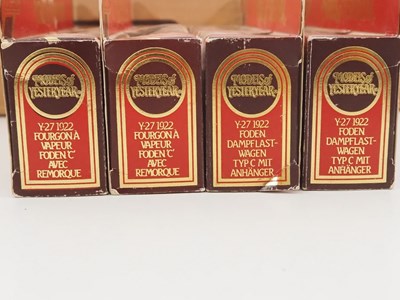 MODELS of
YESTERYEAR
Y-27 1922
FOURGON À
VAPEUR
FODEN "C"
AVEC
REMORQUE
MODELS of
YESTERYEAR
Y-27 1922
FOURGON À
VAPEUR
FODEN "C"
AVEC
REMORQUE
MODELS of
YESTERYEAR
Y-27 1922
FODEN
DAMPFLAST-
WAGEN
TYP C MIT
ANHÄNGER
MODELS of
YESTERYEAR
Y-27 1922
FODEN
DAMPFLAST-
WAGEN
TYP C MIT
ANHÄNGER